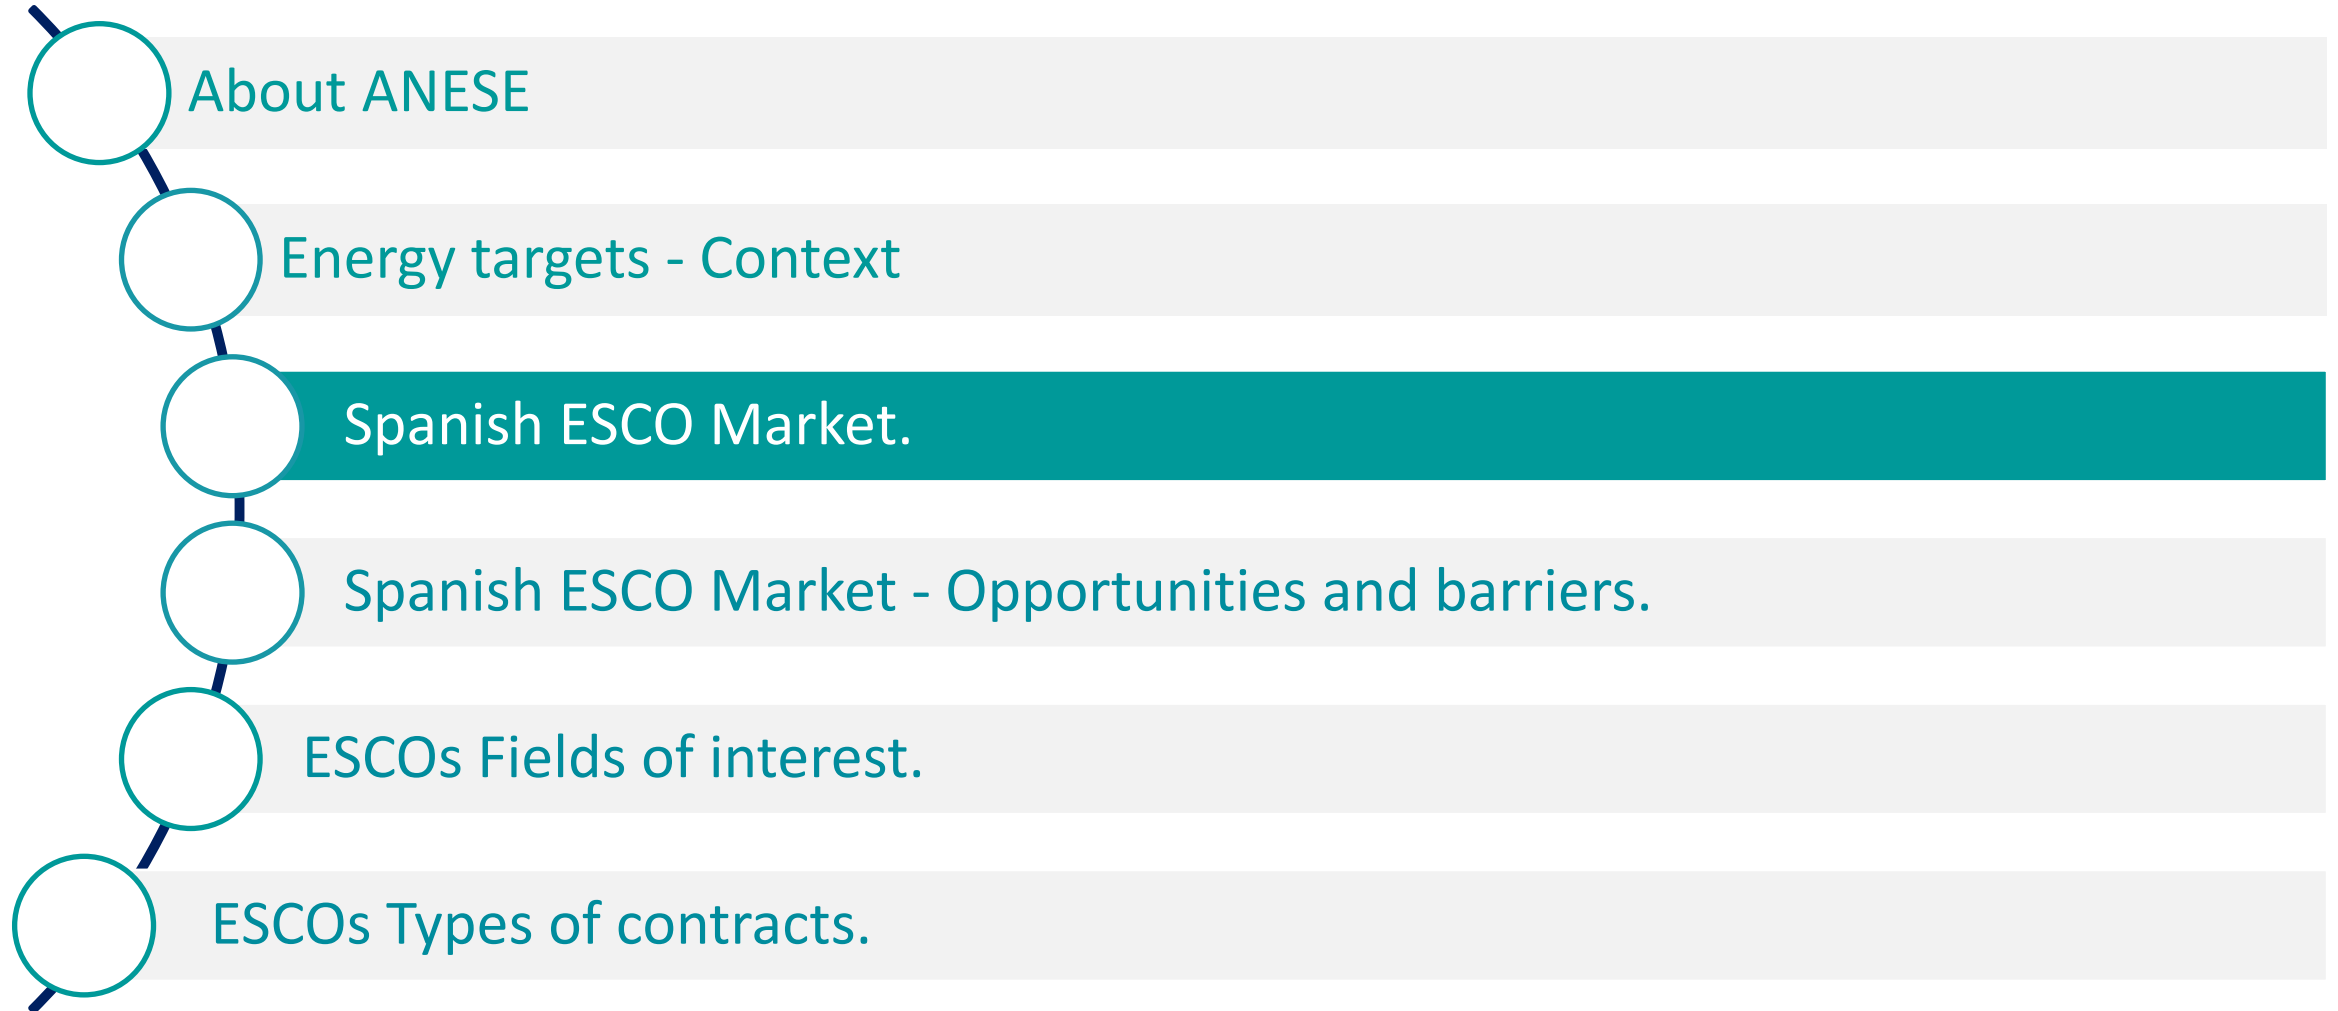 About ANESE
Energy targets - Context
Spanish ESCO Market.
Spanish ESCO Market - Opportunities and barriers.
ESCOs Fields of interest.
ESCOs Types of contracts.